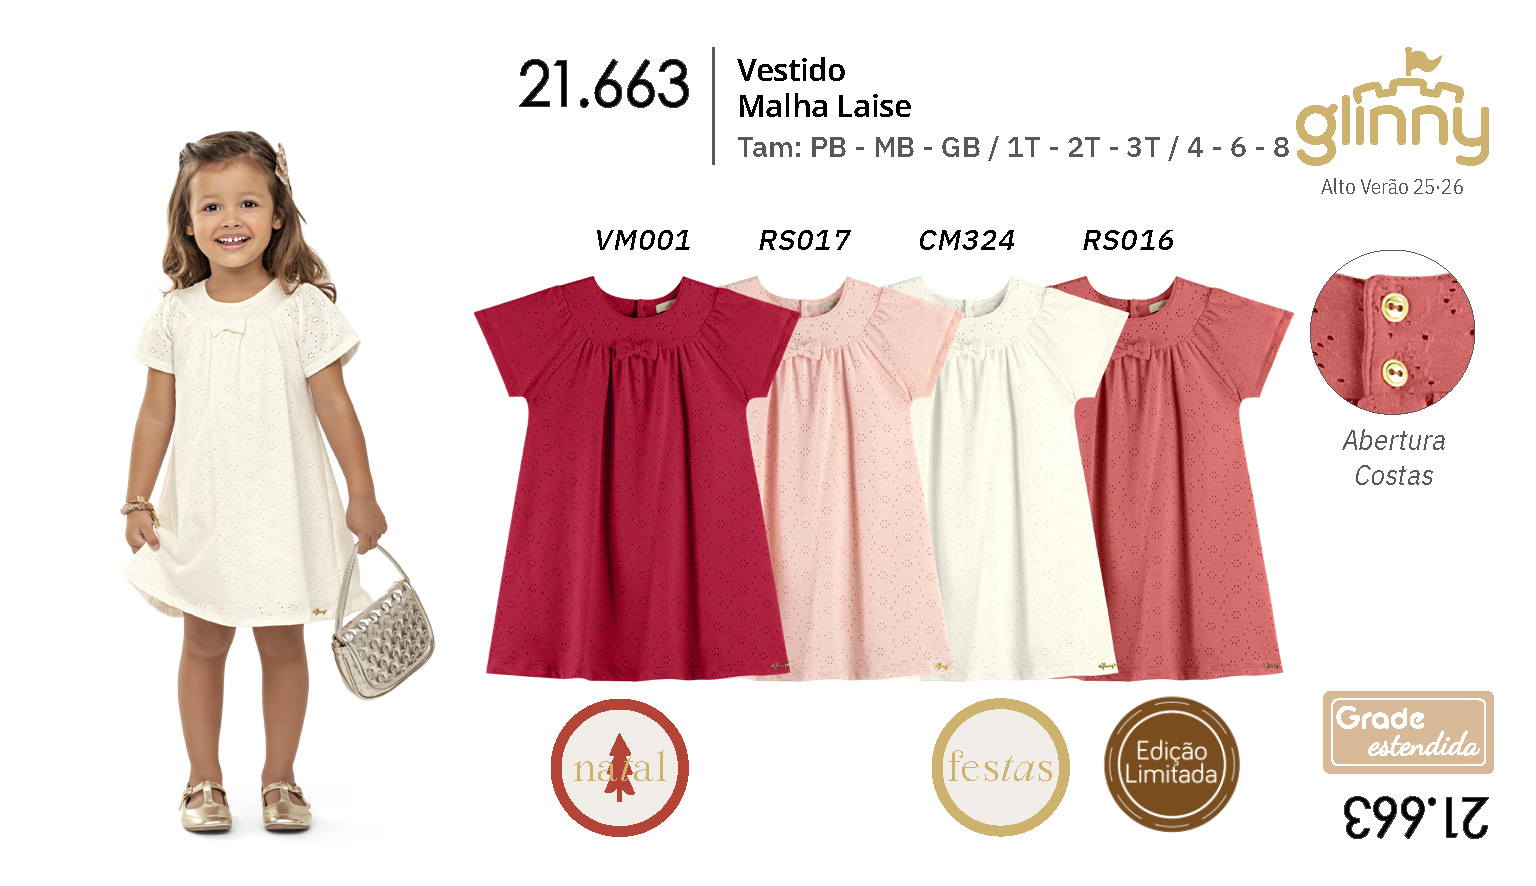 21.663
Vestido
Malha Laise
Tam: PB - MB - GB / 1T - 2T - 3T / 4 - 6 - 8
glinny
Alto Verão 25·26
VM001
RS017
CM324
RS016
Abertura
Costas
natal
festas
Edição
Limitada
Grade
estendida
21.663